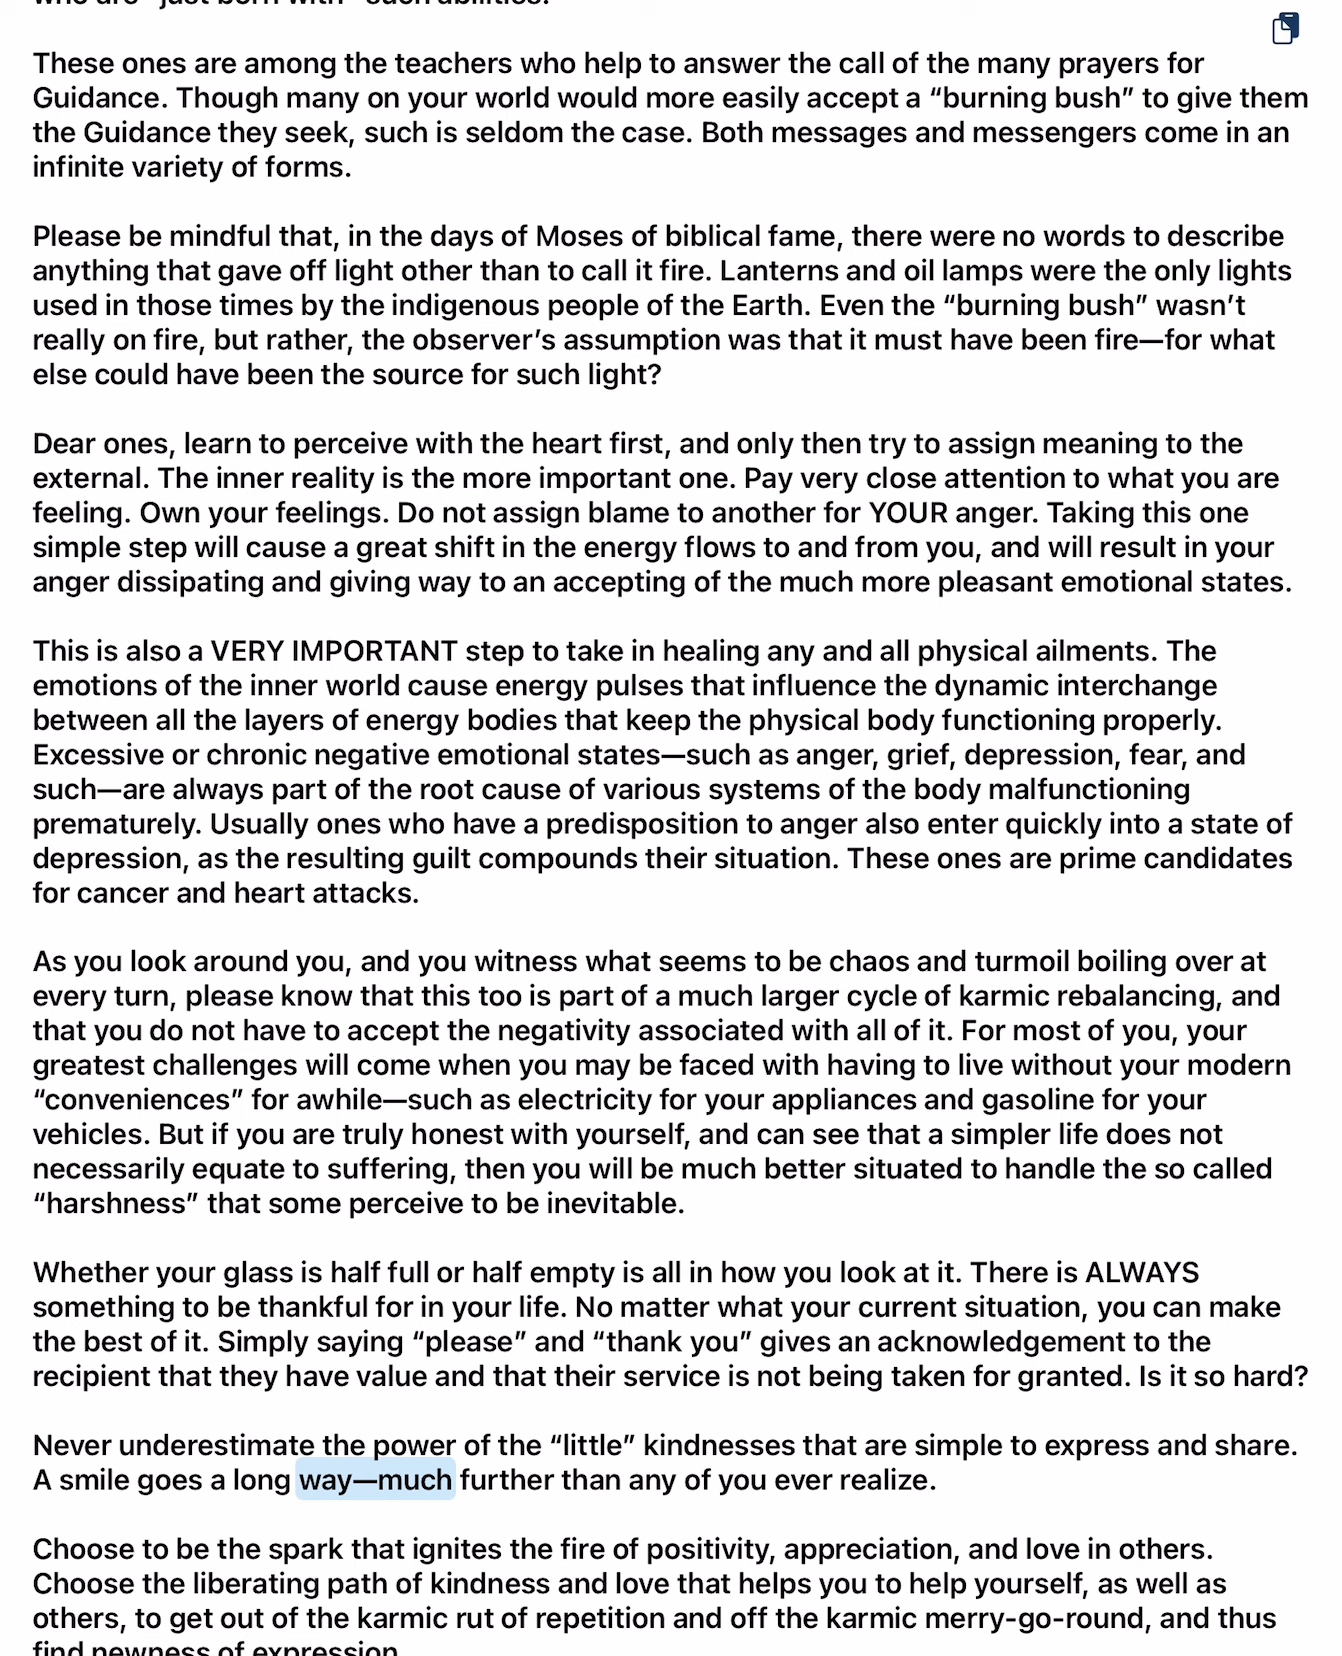 who are “just born with” such abilities.
These ones are among the teachers who help to answer the call of the many prayers for
Guidance. Though many on your world would more easily accept a “burning bush” to give them
the Guidance they seek, such is seldom the case. Both messages and messengers come in an
infinite variety of forms.
Please be mindful that, in the days of Moses of biblical fame, there were no words to describe
anything that gave off light other than to call it fire. Lanterns and oil lamps were the only lights
used in those times by the indigenous people of the Earth. Even the “burning bush” wasn’t
really on fire, but rather, the observer’s assumption was that it must have been fire—for what
else could have been the source for such light?
Dear ones, learn to perceive with the heart first, and only then try to assign meaning to the
external. The inner reality is the more important one. Pay very close attention to what you are
feeling. Own your feelings. Do not assign blame to another for YOUR anger. Taking this one
simple step will cause a great shift in the energy flows to and from you, and will result in your
anger dissipating and giving way to an accepting of the much more pleasant emotional states.
This is also a VERY IMPORTANT step to take in healing any and all physical ailments. The
emotions of the inner world cause energy pulses that influence the dynamic interchange
between all the layers of energy bodies that keep the physical body functioning properly.
Excessive or chronic negative emotional states—such as anger, grief, depression, fear, and
such—are always part of the root cause of various systems of the body malfunctioning
prematurely. Usually ones who have a predisposition to anger also enter quickly into a state of
depression, as the resulting guilt compounds their situation. These ones are prime candidates
for cancer and heart attacks.
As you look around you, and you witness what seems to be chaos and turmoil boiling over at
every turn, please know that this too is part of a much larger cycle of karmic rebalancing, and
that you do not have to accept the negativity associated with all of it. For most of you, your
greatest challenges will come when you may be faced with having to live without your modern
“conveniences” for awhile—such as electricity for your appliances and gasoline for your
vehicles. But if you are truly honest with yourself, and can see that a simpler life does not
necessarily equate to suffering, then you will be much better situated to handle the so called
“harshness” that some perceive to be inevitable.
Whether your glass is half full or half empty is all in how you look at it. There is ALWAYS
something to be thankful for in your life. No matter what your current situation, you can make
the best of it. Simply saying “please” and “thank you” gives an acknowledgement to the
recipient that they have value and that their service is not being taken for granted. Is it so hard?
Never underestimate the power of the “little” kindnesses that are simple to express and share.
A smile goes a long way—much further than any of you ever realize.
Choose to be the spark that ignites the fire of positivity, appreciation, and love in others.
Choose the liberating path of kindness and love that helps you to help yourself, as well as
others, to get out of the karmic rut of repetition and off the karmic merry-go-round, and thus
find newness of expression.